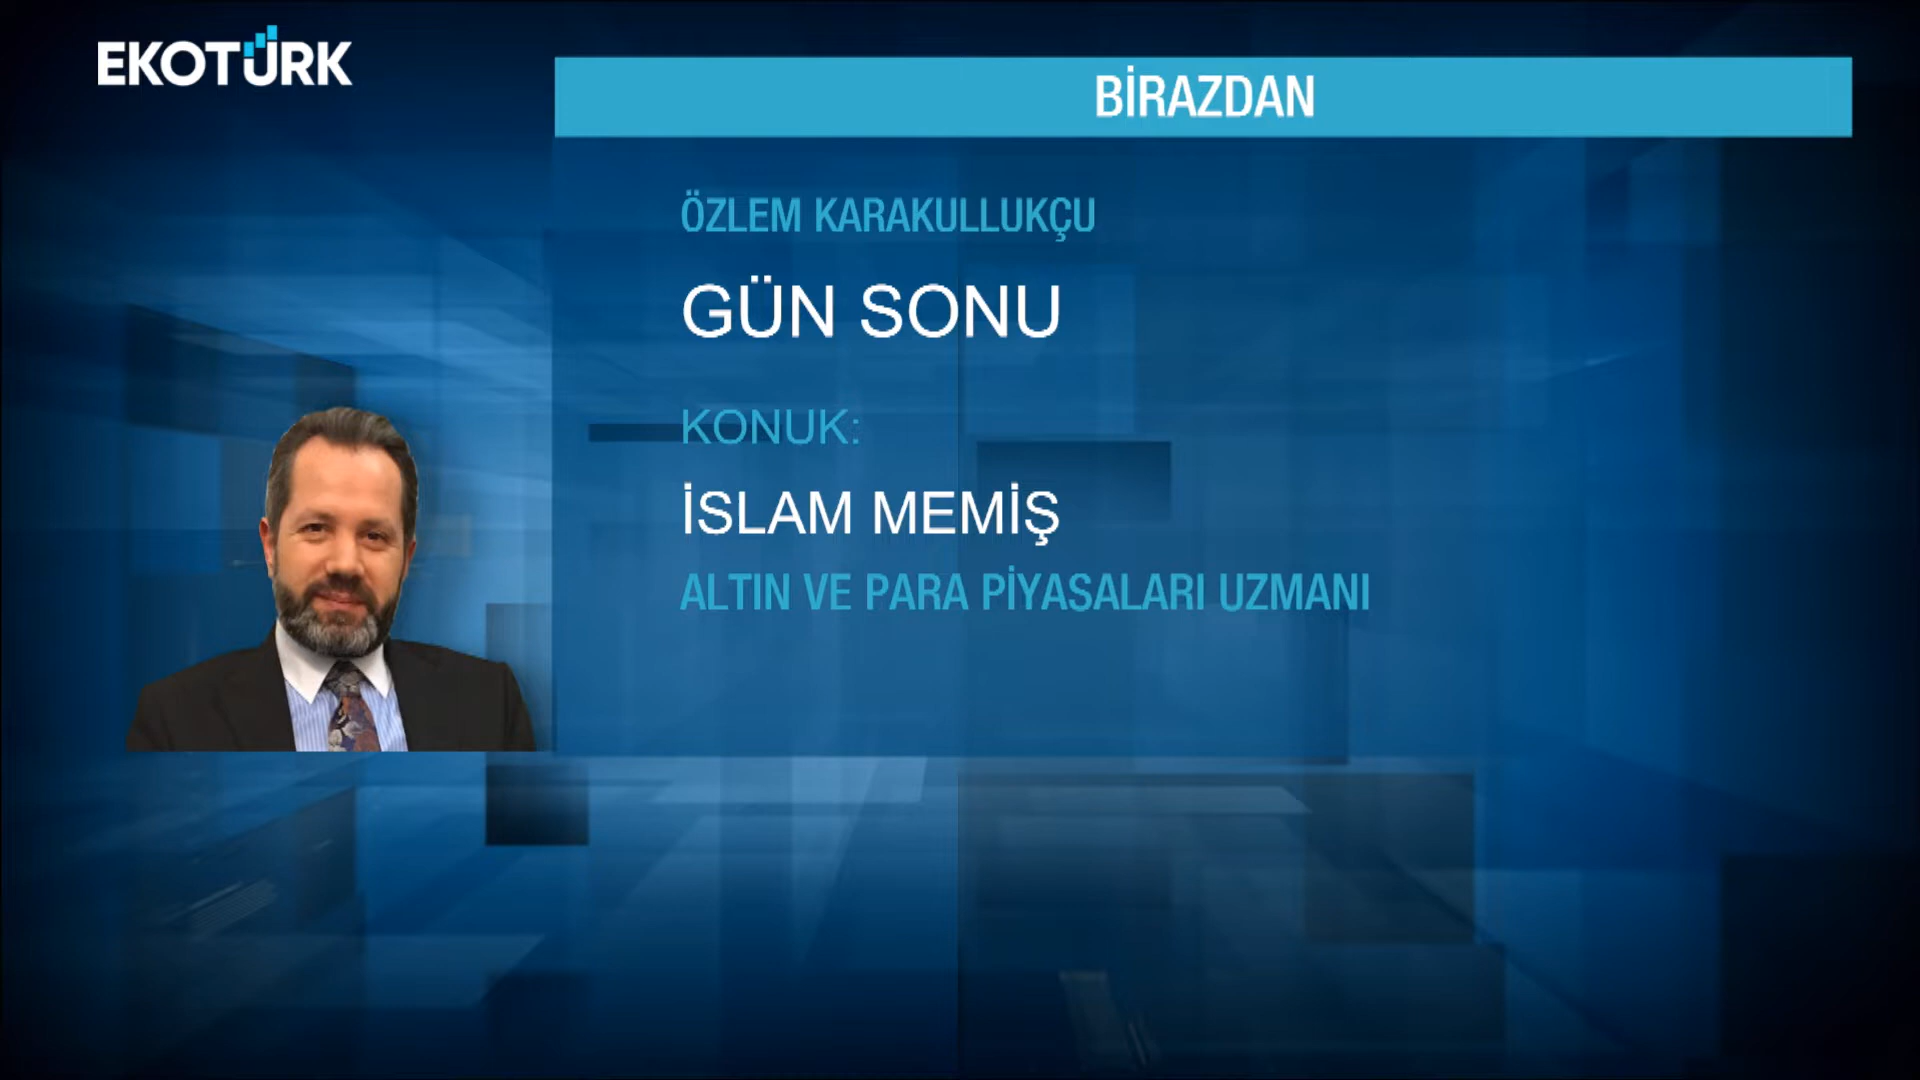 EKOTÜRK
BİRAZDAN
ÖZLEM KARAKULLUKÇU
GÜN SONU
KONUK:
İSLAM MEMİŞ
ALTIN VE PARA PİYASALARI UZMANI